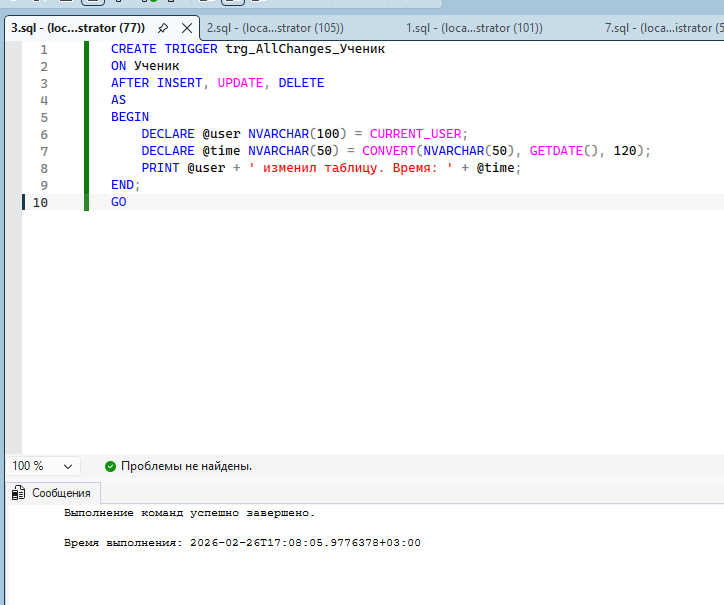 3.sql - (loc...strator (77)) 2.sql - (loca...strator (105)) 1.sql - (loca...strator (101)) 7.sql - (loca...istrator (5
1 CREATE TRIGGER trg_AllChanges_Ученик
2 ON Ученик
3 AFTER INSERT, UPDATE, DELETE
4 AS
5 BEGIN
6 DECLARE @user NVARCHAR(100) = CURRENT_USER;
7 DECLARE @time NVARCHAR(50) = CONVERT(NVARCHAR(50), GETDATE(), 120);
8 PRINT @user + ' изменил таблицу. Время: ' + @time;
9 END;
10 GO
100 % Проблемы не найдены.
Сообщения
Выполнение команд успешно завершено.
Время выполнения: 2026-02-26T17:08:05.9776378+03:00